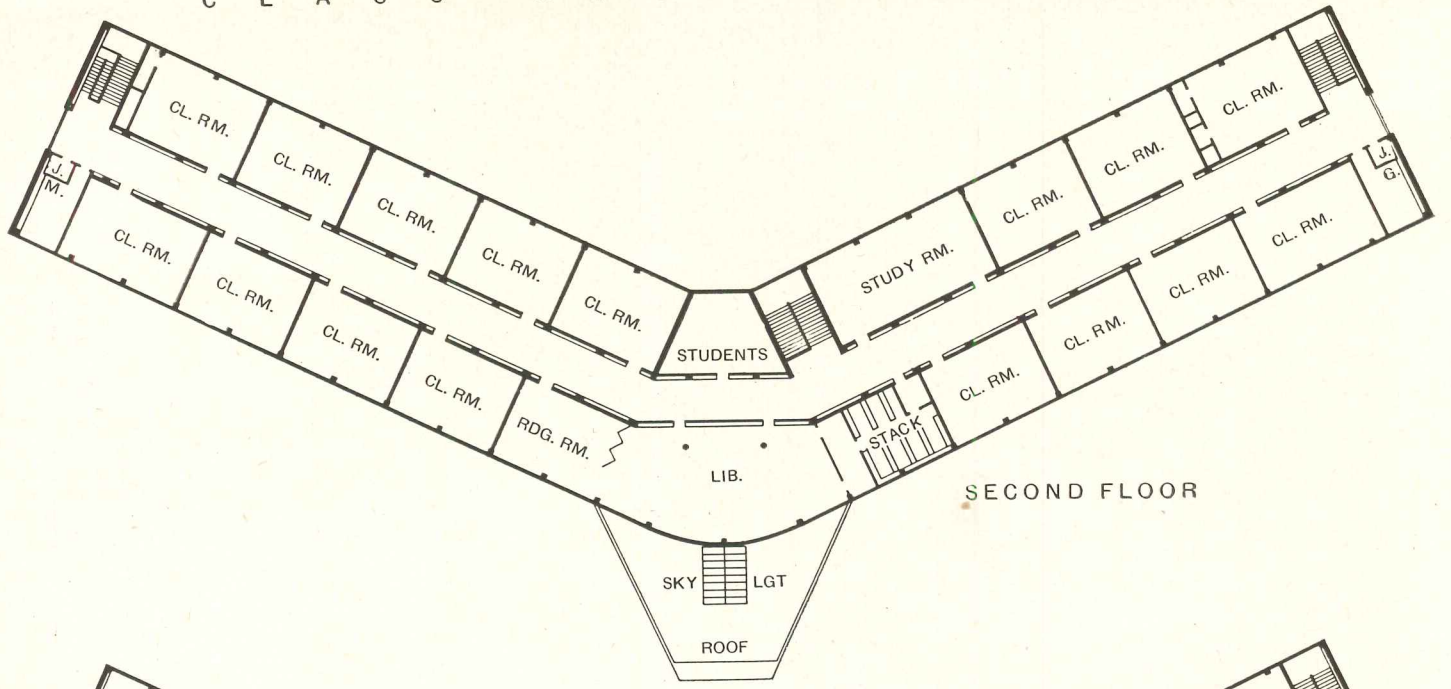 CL. RM.
CL. RM.
CL. RM.
CL. RM.
CL. RM.
J.
M.
CL. RM.
CL. RM.
CL. RM.
CL. RM.
RDG. RM.
STUDENTS
LIB.
STACK
STUDY RM.
CL. RM.
CL. RM.
CL. RM.
J.
G.
CL. RM.
CL. RM.
CL. RM.
CL. RM.
SECOND FLOOR
SKY LGT
ROOF